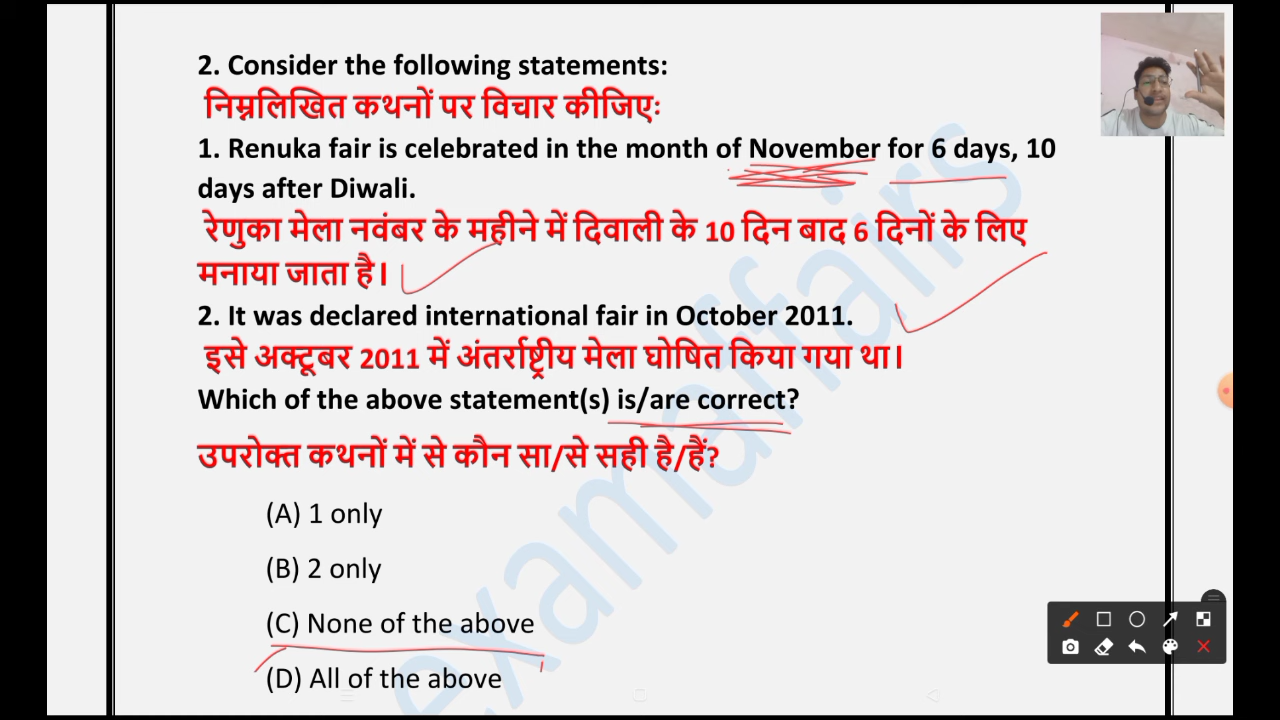 2. Consider the following statements:
निम्नलिखित कथनों पर विचार कीजिएः
1. Renuka fair is celebrated in the month of November for 6 days, 10
days after Diwali.
रेणुका मेला नवंबर के महीने में दिवाली के 10 दिन बाद 6 दिनों के लिए
मनाया जाता है।
2. It was declared international fair in October 2011.
इसे अक्टूबर 2011 में अंतर्राष्ट्रीय मेला घोषित किया गया था।
Which of the above statement(s) is/are correct?
उपरोक्त कथनों में से कौन सा/से सही है/हैं?
(A) 1 only
(B) 2 only
(C) None of the above
(D) All of the above
examaffairs